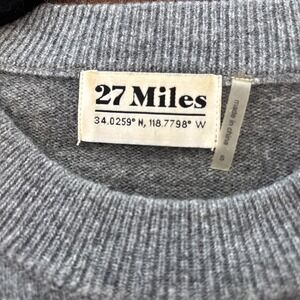 27 Miles
34.0259° N, 118.7798° W
made in china
S